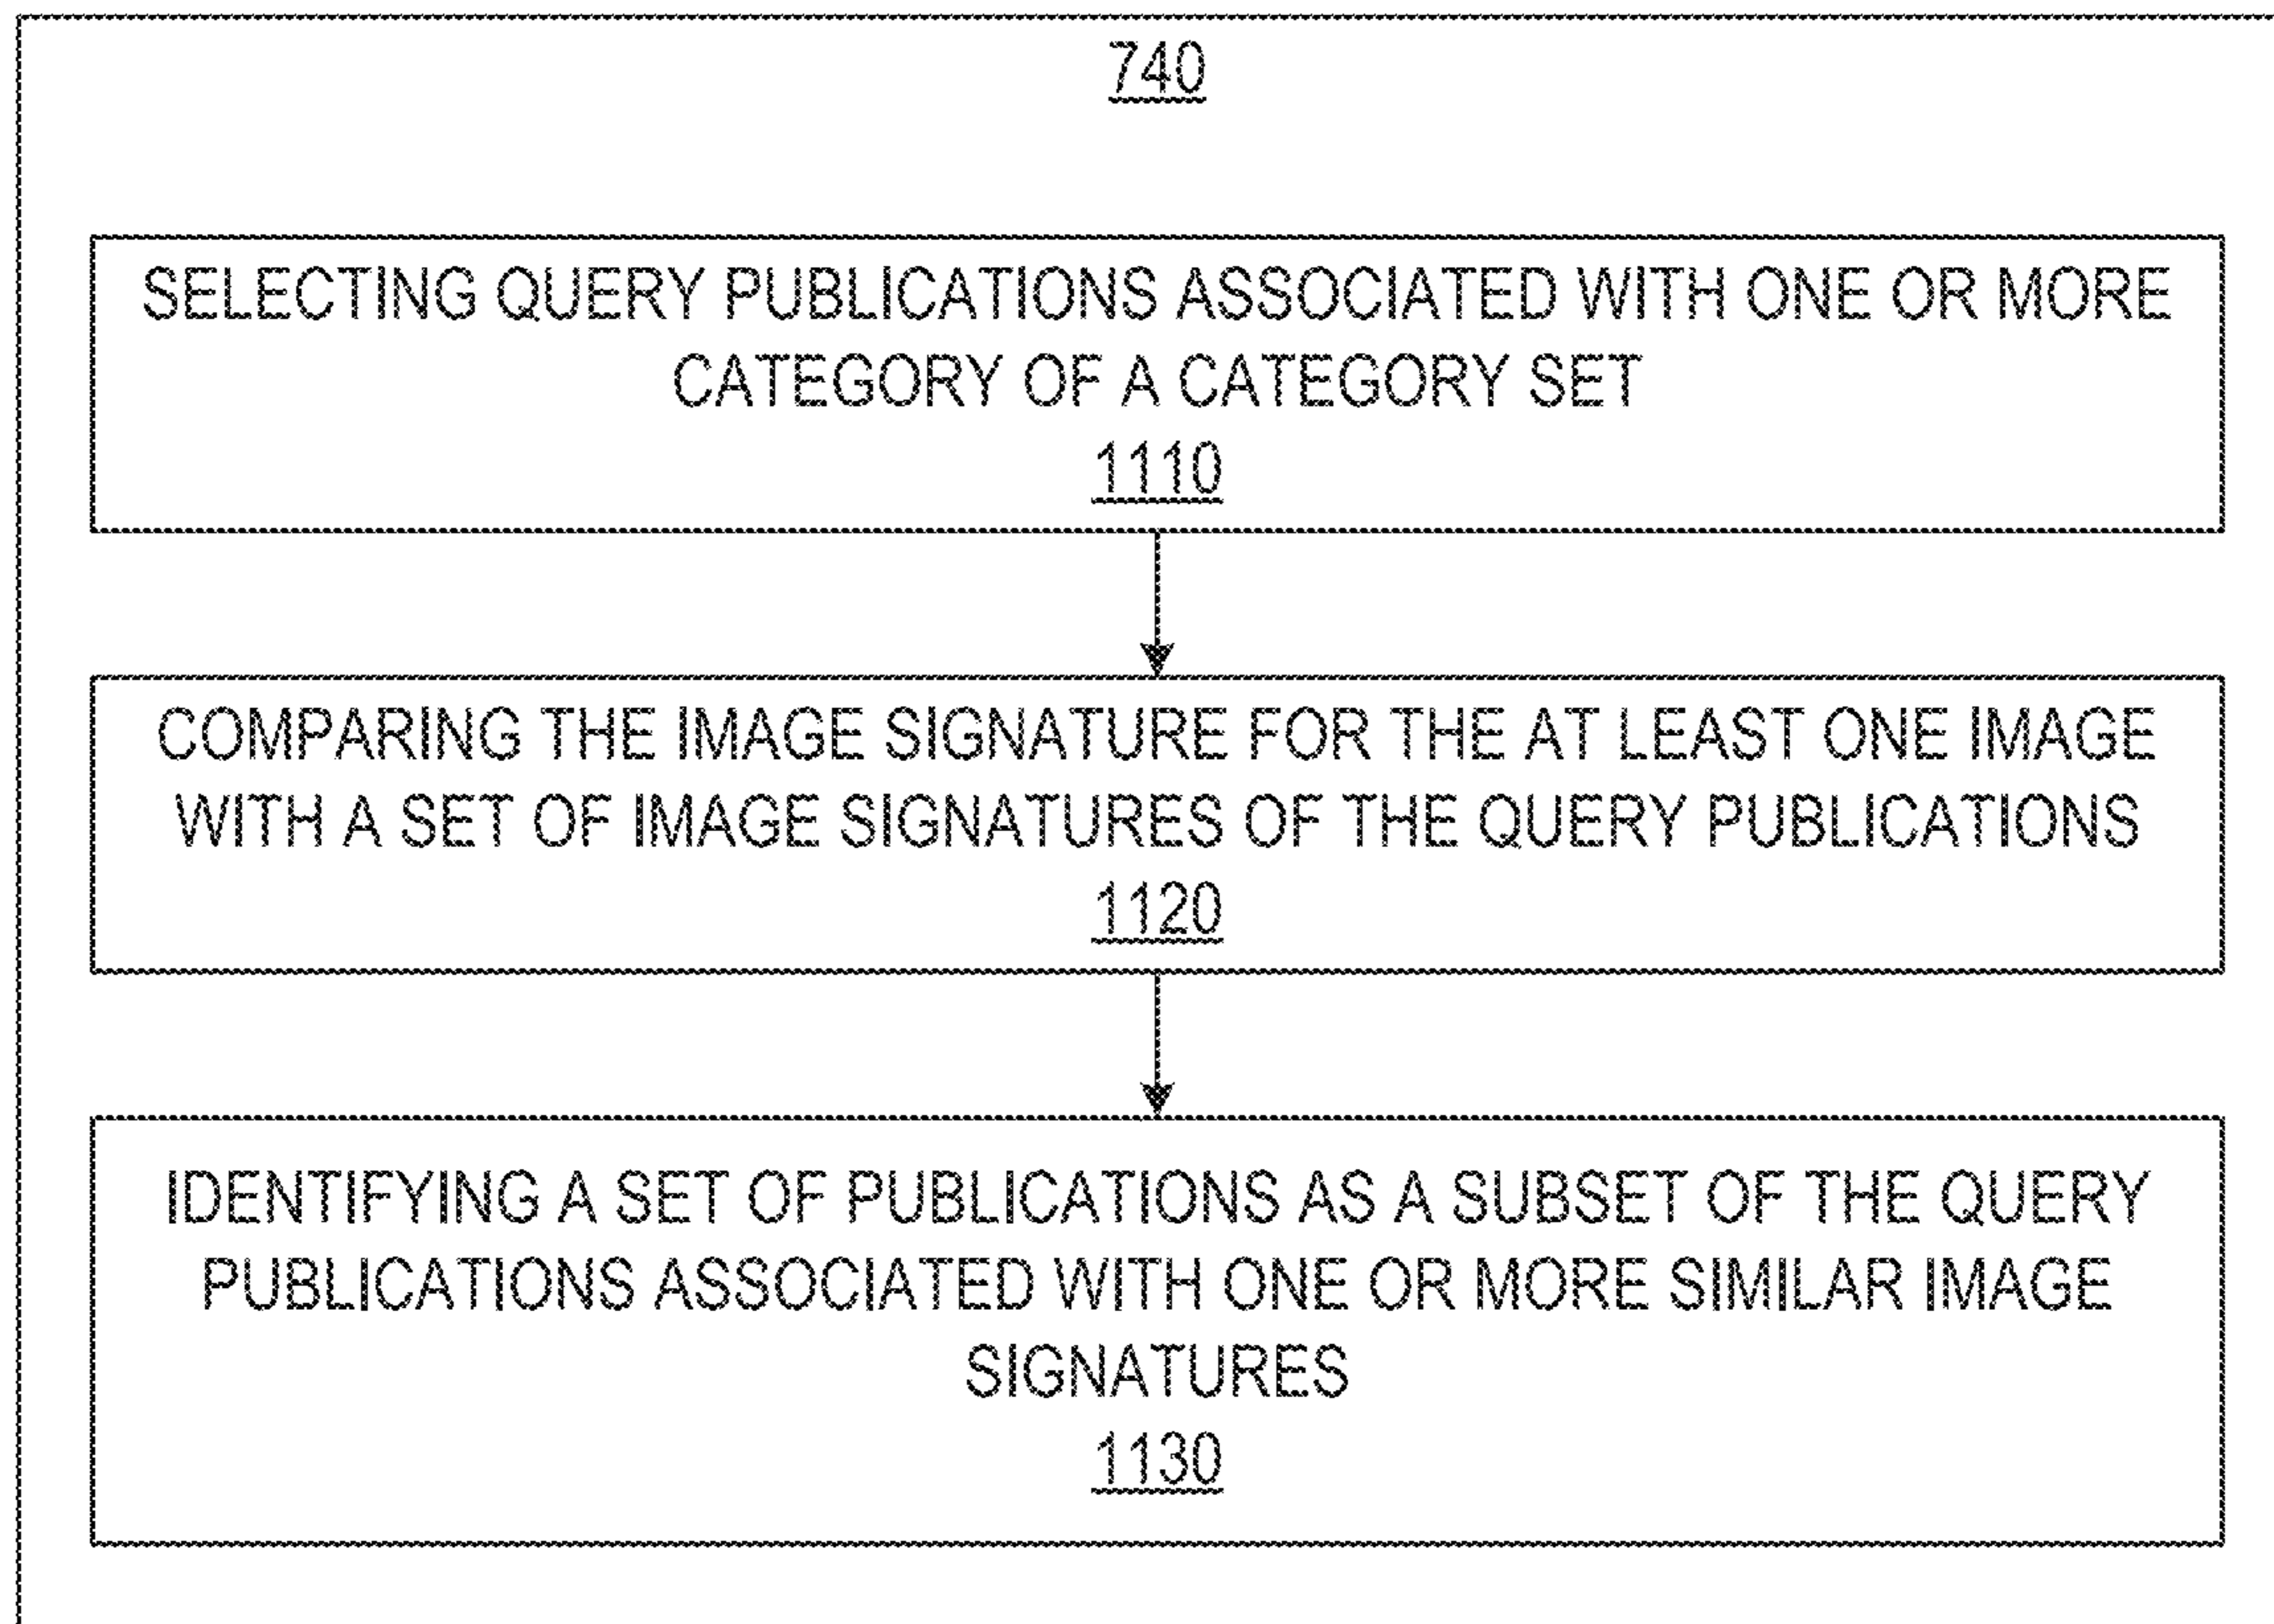 740
SELECTING QUERY PUBLICATIONS ASSOCIATED WITH ONE OR MORE
CATEGORY OF A CATEGORY SET
1110
COMPARING THE IMAGE SIGNATURE FOR THE AT LEAST ONE IMAGE
WITH A SET OF IMAGE SIGNATURES OF THE QUERY PUBLICATIONS
1120
IDENTIFYING A SET OF PUBLICATIONS AS A SUBSET OF THE QUERY
PUBLICATIONS ASSOCIATED WITH ONE OR MORE SIMILAR IMAGE
SIGNATURES
1130